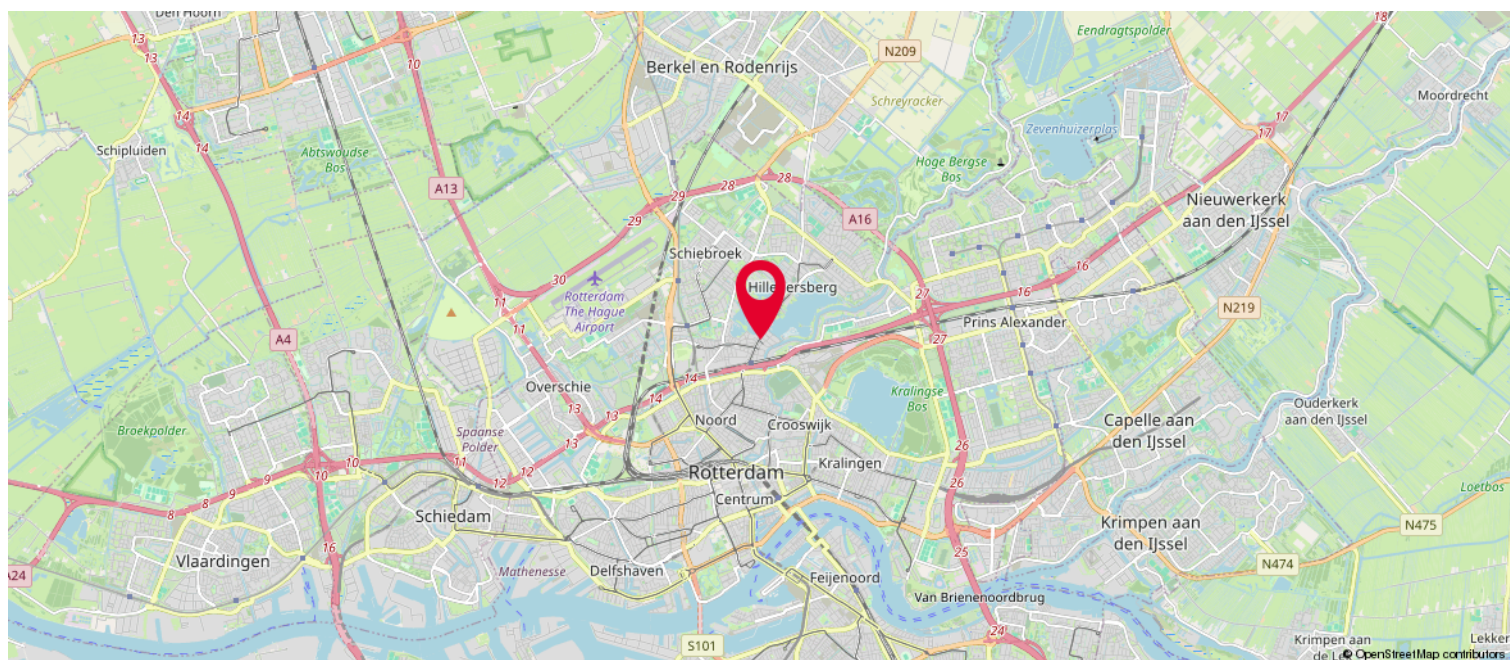 Den Hoorn
13
13
10
18
Eendragtspolder
N209
Berkel en Rodenrijs
Schreyracker
Moordrecht
14
14
Zevenhuizerplas
17
17
Schipluiden
Abtswoudse
Bos
Hoge Bergse
Bos
A13
28
28
29
29
A16
Nieuwerkerk
aan den IJssel
Schiebroek
16
16
30
Rotterdam
The Hague
Airport
11
11
27
27
N219
Prins Alexander
A4
Overschie
14
14
13
13
13
Kralingse
Bos
Ouderkerk
aan den IJssel
Broekpolder
Spaanse
Polder
Noord
Crooswijk
Capelle aan
den IJssel
10
10
11
12
12
26
26
9
9
8
8
Rotterdam
Kralingen
Centrum
Loetbos
Schiedam
Krimpen aan
den IJssel
N475
16
Vlaardingen
25
A24
Mathenesse
Delfshaven
Feijenoord
N474
Van Brienenoordbrug
24
S101
Krimpen aan
© OpenStreetMap contributors